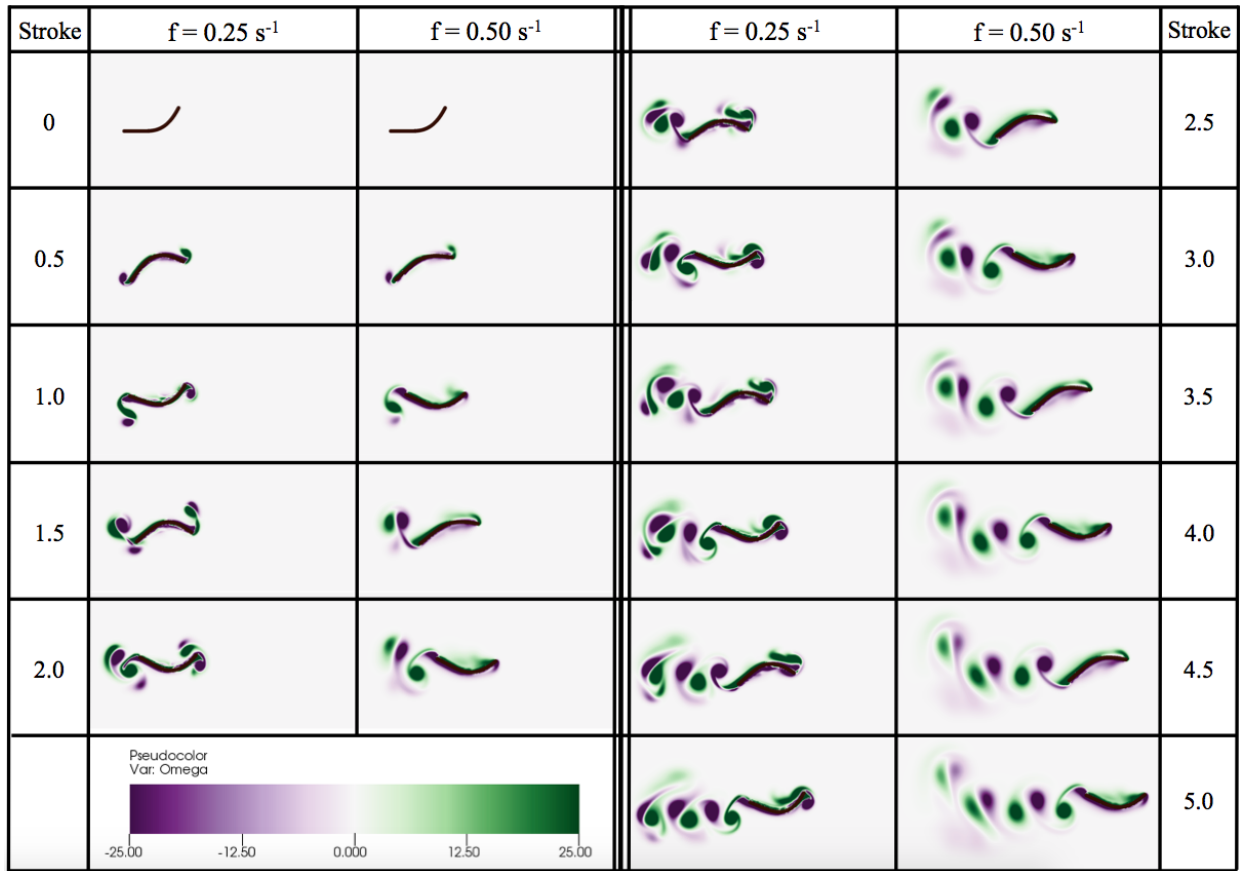 Stroke f = 0.25 s-1 f = 0.50 s-1 f = 0.25 s-1 f = 0.50 s-1 Stroke
0 2.5
0.5 3.0
1.0 3.5
1.5 4.0
2.0 4.5
5.0
Pseudocolor
Var: Omega
-25.00 -12.50 0.000 12.50 25.00